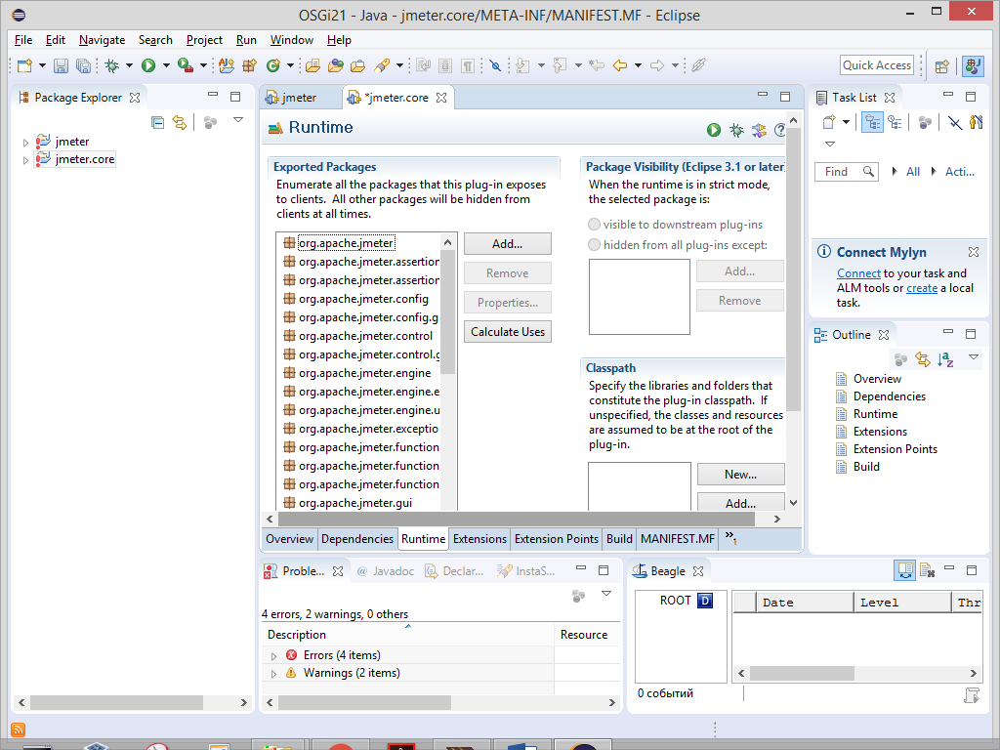 OSGi21 - Java - jmeter.core/META-INF/MANIFEST.MF - Eclipse
File Edit Navigate Search Project Run Window Help
Quick Access
Package Explorer
jmeter
jmeter.core
jmeter *jmeter.core
Runtime
Exported Packages
Enumerate all the packages that this plug-in exposes
to clients. All other packages will be hidden from
clients at all times.
org.apache.jmeter
org.apache.jmeter.assertion
org.apache.jmeter.assertion
org.apache.jmeter.config
org.apache.jmeter.config.g
org.apache.jmeter.control
org.apache.jmeter.control.g
org.apache.jmeter.engine
org.apache.jmeter.engine.e
org.apache.jmeter.engine.u
org.apache.jmeter.exceptio
org.apache.jmeter.function
org.apache.jmeter.function
org.apache.jmeter.function
org.apache.jmeter.gui
Add...
Remove
Properties...
Calculate Uses
Package Visibility (Eclipse 3.1 or later
When the runtime is in strict mode,
the selected package is:
visible to downstream plug-ins
hidden from all plug-ins except:
Add...
Remove
Classpath
Specify the libraries and folders that
constitute the plug-in classpath. If
unspecified, the classes and resources
are assumed to be at the root of the
plug-in.
New...
Add...
Overview Dependencies Runtime Extensions Extension Points Build MANIFEST.MF »1
Task List
Find All Acti...
Connect Mylyn
Connect to your task and
ALM tools or create a local
task.
Outline
Overview
Dependencies
Runtime
Extensions
Extension Points
Build
Proble... @ Javadoc Declar... InstaS...
4 errors, 2 warnings, 0 others
Description Resource
Errors (4 items)
Warnings (2 items)
Beagle
ROOT D
Date Level Thr
0 событий